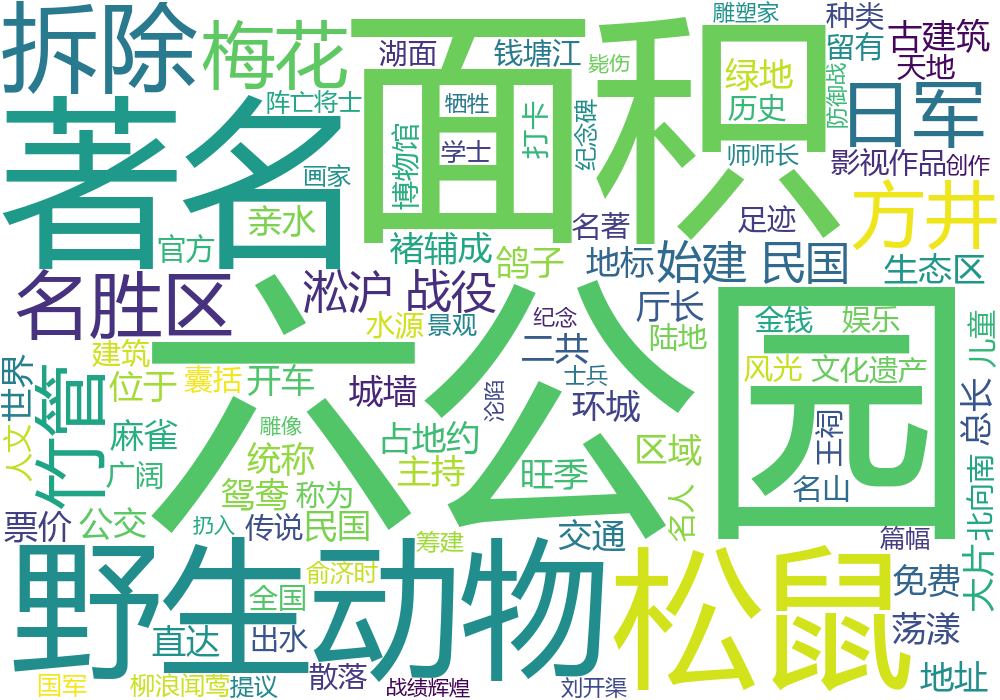 拆除
梅花
著名
面积
六公园
野生动物
松鼠
湖面
钱塘江
雕塑家
种类
留有
古建筑
天地
毙伤
绿地
防御战
日军
历史
阵亡将士
牺牲
打卡
纪念碑
学士
博物馆
师师长
影视作品
创作
画家
亲水
官方
褚辅成
鸽子
名著
足迹
方井
地标
始建
民国
生态区
名胜区
淞沪
战役
水源
景观
纪念
厅长
陆地
金钱
娱乐
儿童
建筑
世界
位于
囊括
开车
城墙
二共
士兵
沦陷
环城
风光
文化遗产
总长
竹管
人文
麻雀
广阔
雕像
统称
占地约
主持
旺季
区域
王祠
名山
北向南
鸳鸯
称为
名人
票价
公交
扔入
传说
民国
筹建
交通
篇幅
俞济时
全国
直达
出水
散落
免费
大片
荡漾
国军
柳浪闻莺
提议
战绩辉煌
刘开渠
地址